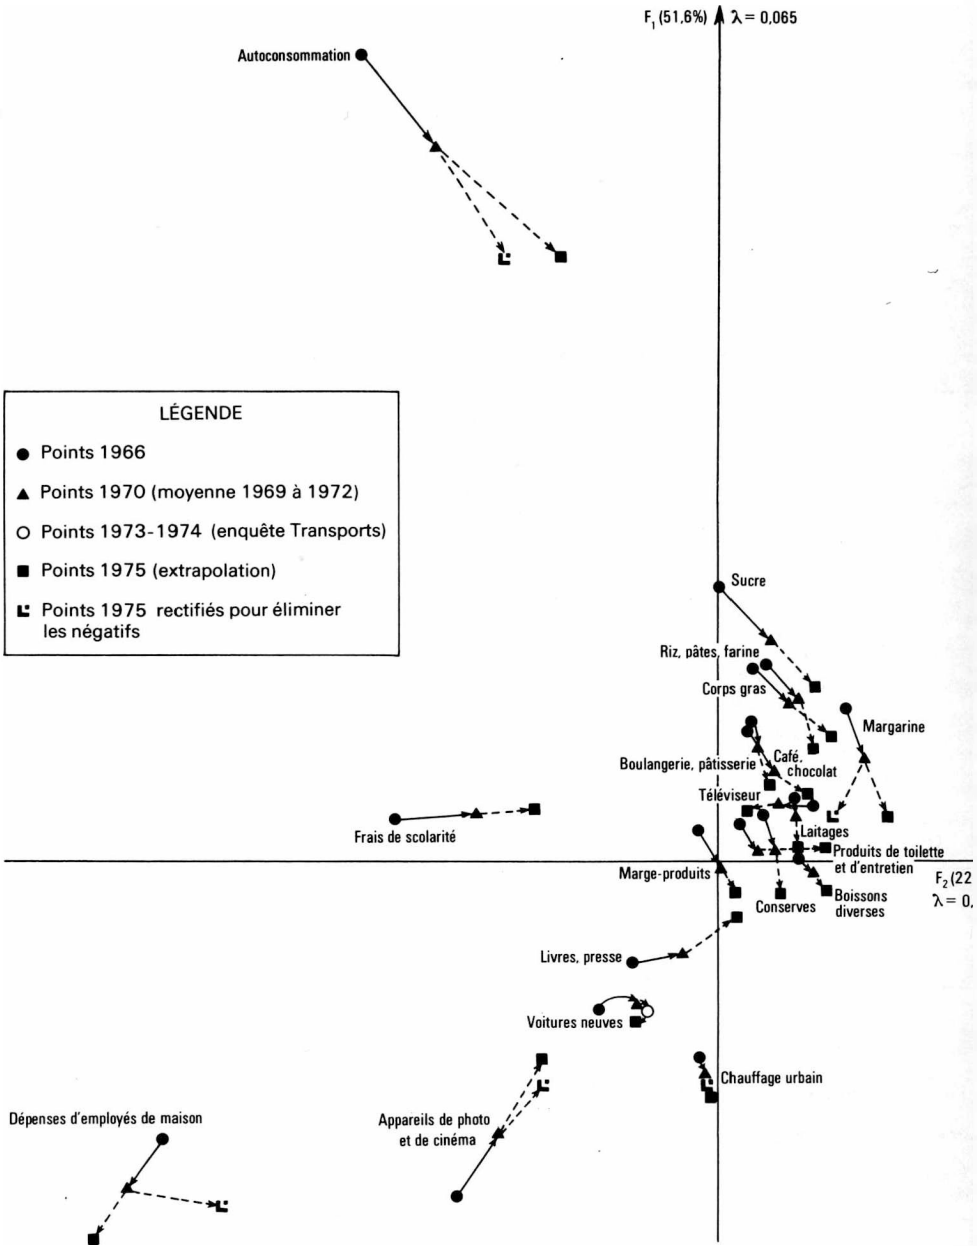 F₁ (51,6%) λ = 0,065
Autoconsommation
LÉGENDE
Points 1966
Points 1970 (moyenne 1969 à 1972)
Points 1973-1974 (enquête Transports)
Points 1975 (extrapolation)
Points 1975 rectifiés pour éliminer
les négatifs
Sucre
Riz, pâtes, farine
Corps gras
Margarine
Boulangerie, pâtisserie
Café,
chocolat
Téléviseur
Frais de scolarité
Laitages
Produits de toilette
et d'entretien
Marge-produits
F₂ (22
λ = 0,
Conserves
Boissons
diverses
Livres, presse
Voitures neuves
Chauffage urbain
Dépenses d'employés de maison
Appareils de photo
et de cinéma